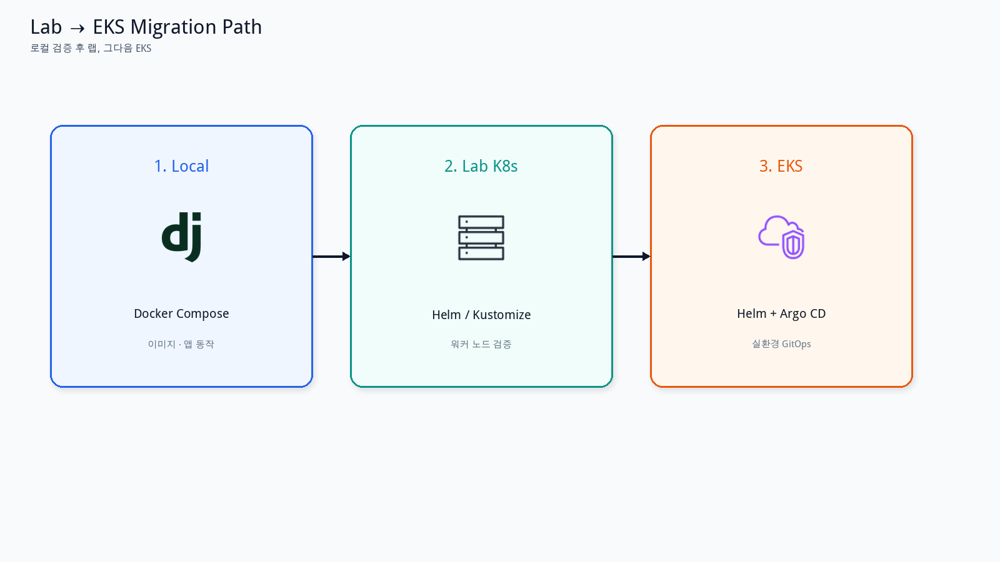 Lab → EKS Migration Path
로컬 검증 후 랩, 그다음 EKS
1. Local
dj
Docker Compose
이미지 · 앱 동작
2. Lab K8s
Helm / Kustomize
워커 노드 검증
3. EKS
Helm + Argo CD
실환경 GitOps